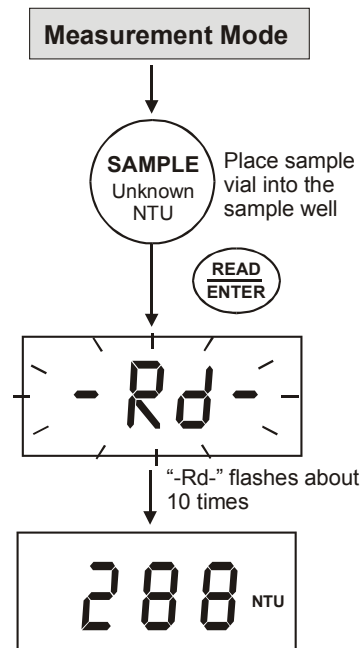 Measurement Mode
SAMPLE
Unknown
NTU
Place sample
vial into the
sample well
READ
ENTER
-Rd-
“-Rd-” flashes about
10 times
288 NTU